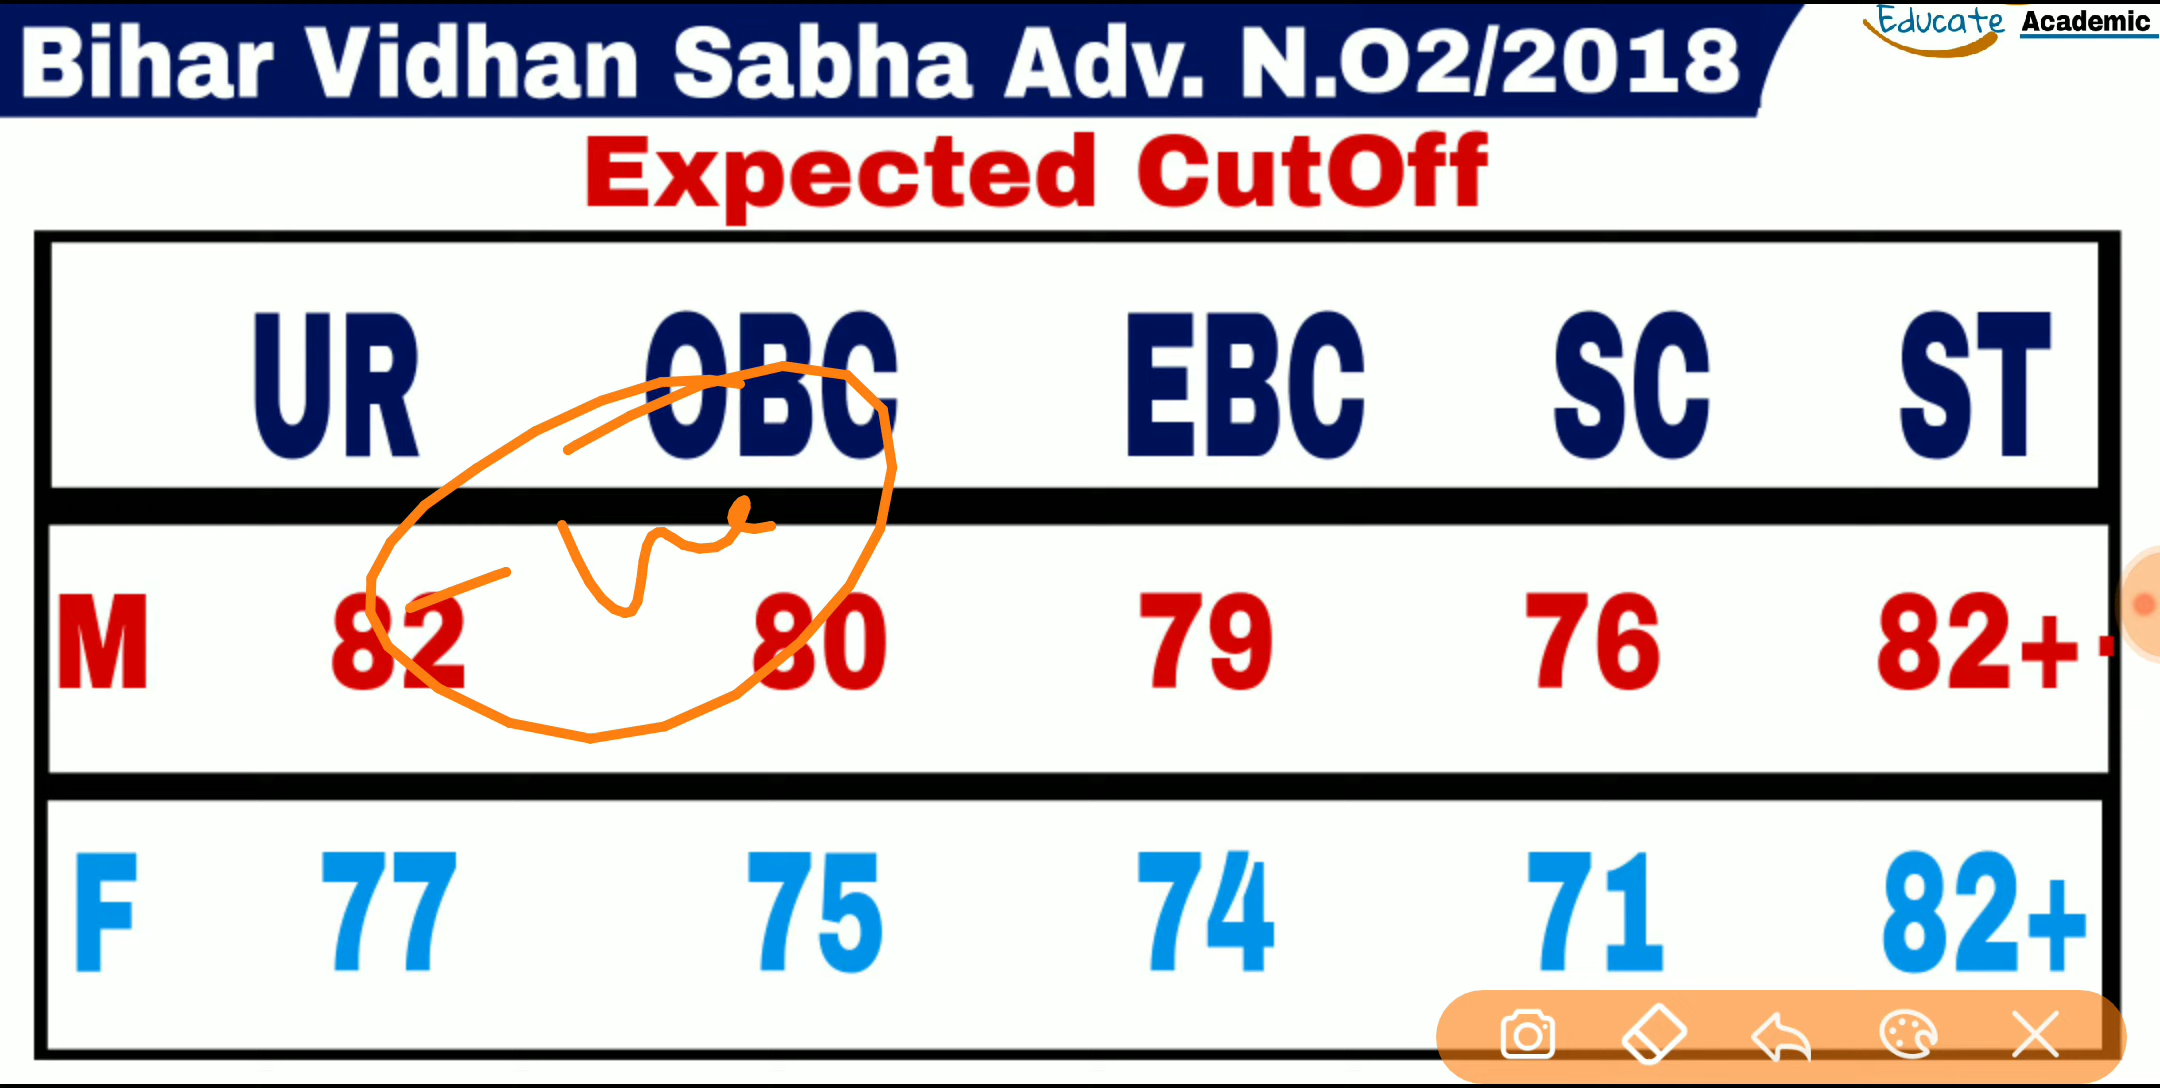 Educate Academic
Bihar Vidhan Sabha Adv. N.O2/2018
Expected CutOff
UR OBC EBC SC ST
M 82 80 79 76 82+
F 77 75 74 71 82+